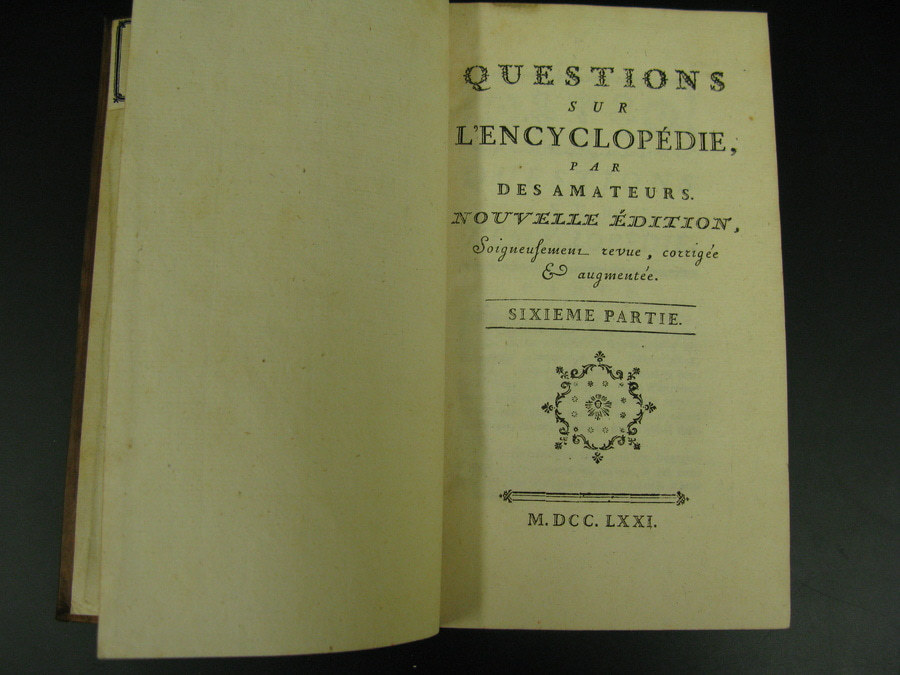 QUESTIONS
SUR
L'ENCYCLOPÉDIE,
PAR
DES AMATEURS.
NOUVELLE ÉDITION,
Soigneuſement revue, corrigée
& augmentée.
SIXIEME PARTIE.
M. DCC. LXXI.